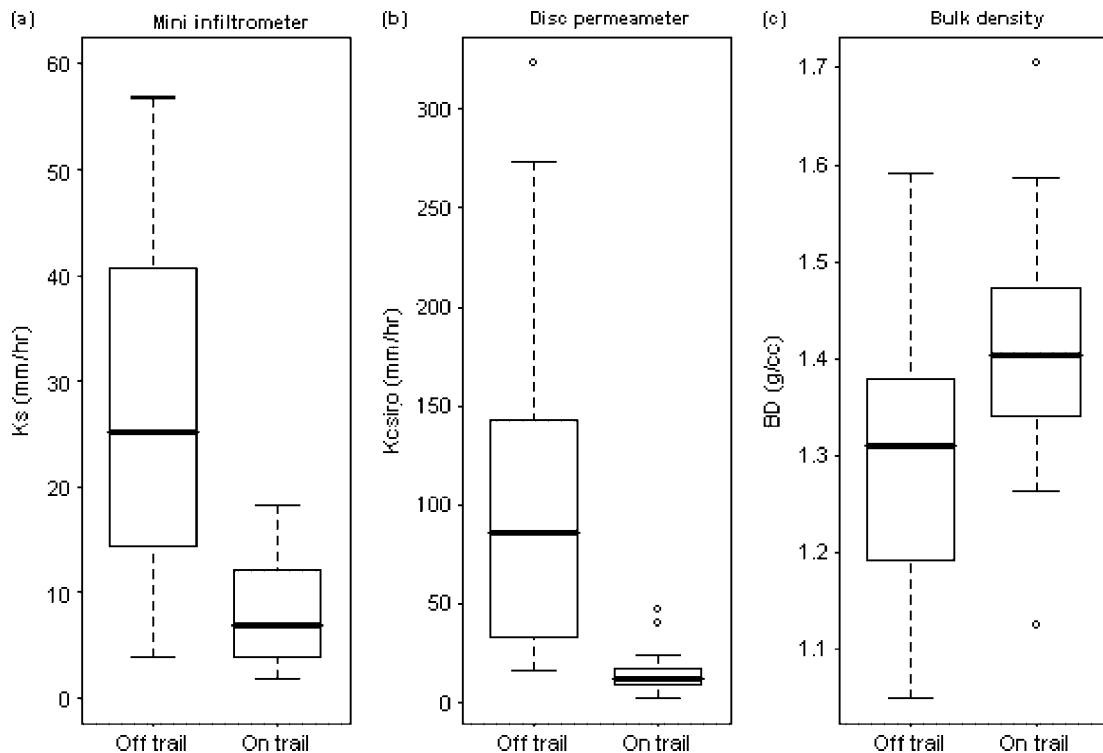 (a) Mini infiltrometer
Ks (mm/hr)
60
50
40
30
20
10
0
Off trail On trail
(b) Disc permeameter
Kcsiro (mm/hr)
300
250
200
150
100
50
0
Off trail On trail
(c) Bulk density
BD (g/cc)
1.7
1.6
1.5
1.4
1.3
1.2
1.1
Off trail On trail